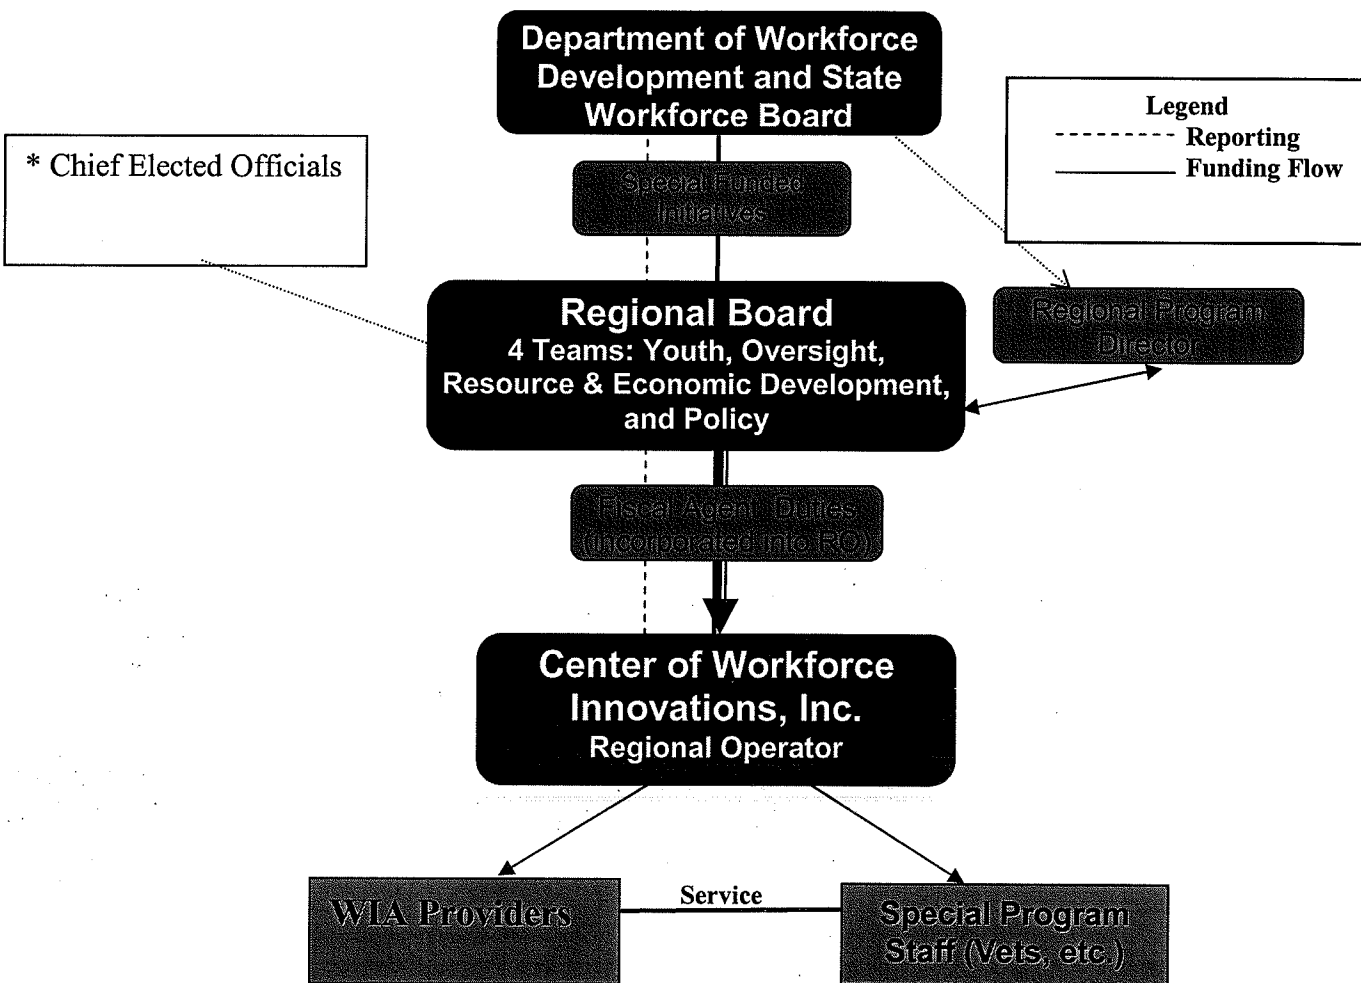 Department of Workforce
Development and State
Workforce Board
Legend
Reporting
Funding Flow
* Chief Elected Officials
Special Funded
Initiatives
Regional Board
4 Teams: Youth, Oversight,
Resource & Economic Development,
and Policy
Regional Program
Director
Fiscal Agent Duties
(incorporated into RO)
Center of Workforce
Innovations, Inc.
Regional Operator
WIA Providers
Service
Special Program
Staff (Vets, etc.)